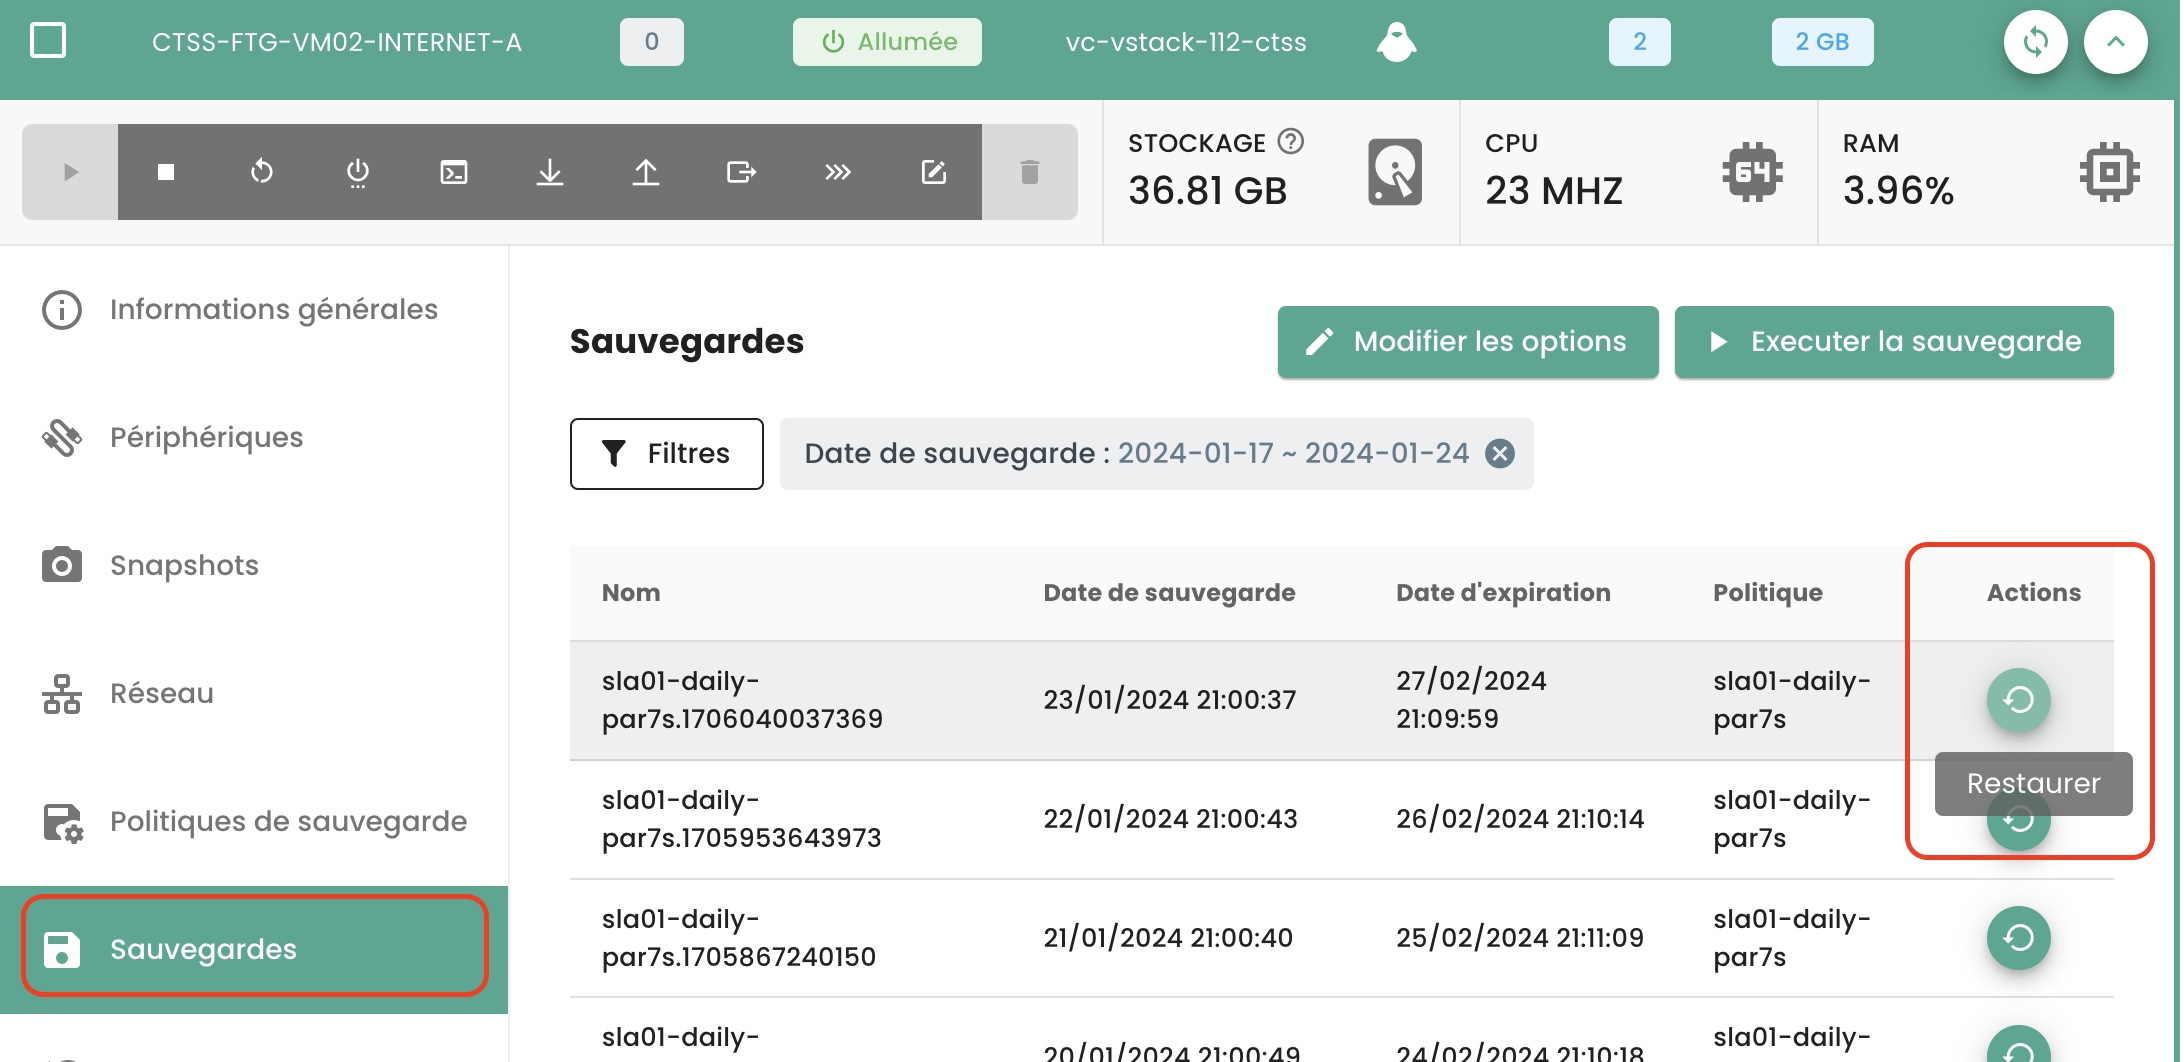 CTSS-FTG-VM02-INTERNET-A 0 Allumée vc-vstack-112-ctss 2 2 GB
STOCKAGE
36.81 GB
CPU
23 MHZ
64
RAM
3.96%
Informations générales
Périphériques
Snapshots
Réseau
Politiques de sauvegarde
Sauvegardes
Sauvegardes
Modifier les options
Executer la sauvegarde
Filtres
Date de sauvegarde : 2024-01-17 ~ 2024-01-24
Nom Date de sauvegarde Date d'expiration Politique Actions
sla01-daily-
par7s.1706040037369
23/01/2024 21:00:37
27/02/2024
21:09:59
sla01-daily-
par7s
Restaurer
sla01-daily-
par7s.1705953643973
22/01/2024 21:00:43
26/02/2024 21:10:14
sla01-daily-
par7s
sla01-daily-
par7s.1705867240150
21/01/2024 21:00:40
25/02/2024 21:11:09
sla01-daily-
par7s
sla01-daily-
20/01/2024 21:00:49
24/02/2024 21:10:18
sla01-daily-